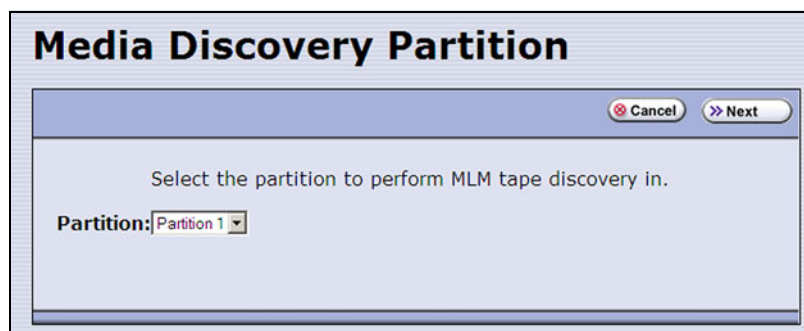 Media Discovery Partition
Cancel
Next
Select the partition to perform MLM tape discovery in.
Partition: Partition 1